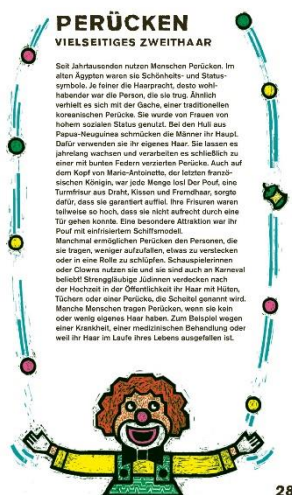 PERÜCKEN
VIELSEITIGES ZWEITHAAR
Seit Jahrtausenden nutzen Menschen Perücken. Im
alten Ägypten waren sie Schönheits- und Status-
symbole. Je feiner die Haarpracht, desto wohl-
habender war die Person, die sie trug. Ähnlich
verhielt es sich mit der Gache, einer traditionellen
koreanischen Perücke. Sie wurde von Frauen von
hohem sozialen Status genutzt. Bei den Huli aus
Papua-Neuguinea schmücken die Männer ihr Haupt.
Dafür verwenden sie ihr eigenes Haar. Sie lassen es
jahrelang wachsen und verarbeiten es schließlich zu
einer mit bunten Federn verzierten Perücke. Auch auf
dem Kopf von Marie-Antoinette, der letzten franzö-
sischen Königin, war jede Menge los! Der Pouf, eine
Turmfrisur aus Draht, Kissen und Fremdhaar, sorgte
dafür, dass sie garantiert auffiel. Ihre Frisuren waren
teilweise so hoch, dass sie nicht aufrecht durch eine
Tür gehen konnte. Eine besondere Attraktion war ihr
Pouf mit einfrisiertem Schiffsmodell.
Manchmal ermöglichen Perücken den Personen, die
sie tragen, weniger aufzufallen, etwas zu verstecken
oder in eine Rolle zu schlüpfen. Schauspielerinnen
oder Clowns nutzen sie und sie sind auch an Karneval
beliebt! Strenggläubige Jüdinnen verdecken nach
der Hochzeit in der Öffentlichkeit ihr Haar mit Hüten,
Tüchern oder einer Perücke, die Scheitel genannt wird.
Manche Menschen tragen Perücken, wenn sie kein
oder wenig eigenes Haar haben. Zum Beispiel wegen
einer Krankheit, einer medizinischen Behandlung oder
weil ihr Haar im Laufe ihres Lebens ausgefallen ist.
28